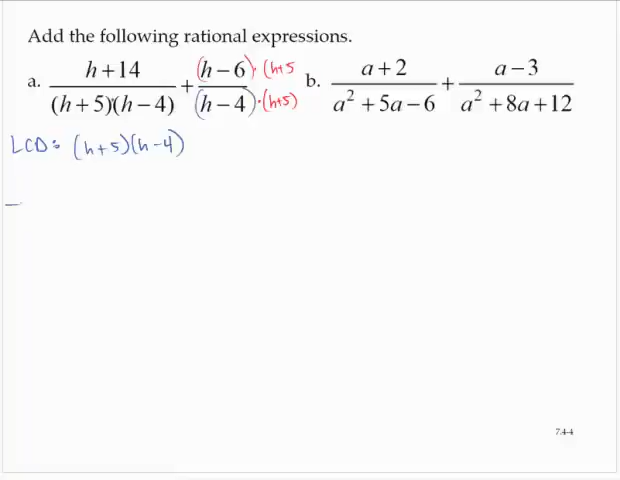 Add the following rational expressions.
a. (h + 14)/((h + 5)(h − 4)) + (h − 6)·(h+5 / (h − 4)·(h+5)
b. (a + 2)/(a² + 5a − 6) + (a − 3)/(a² + 8a + 12)
LCD: (h+5)(h-4)
7.4-4